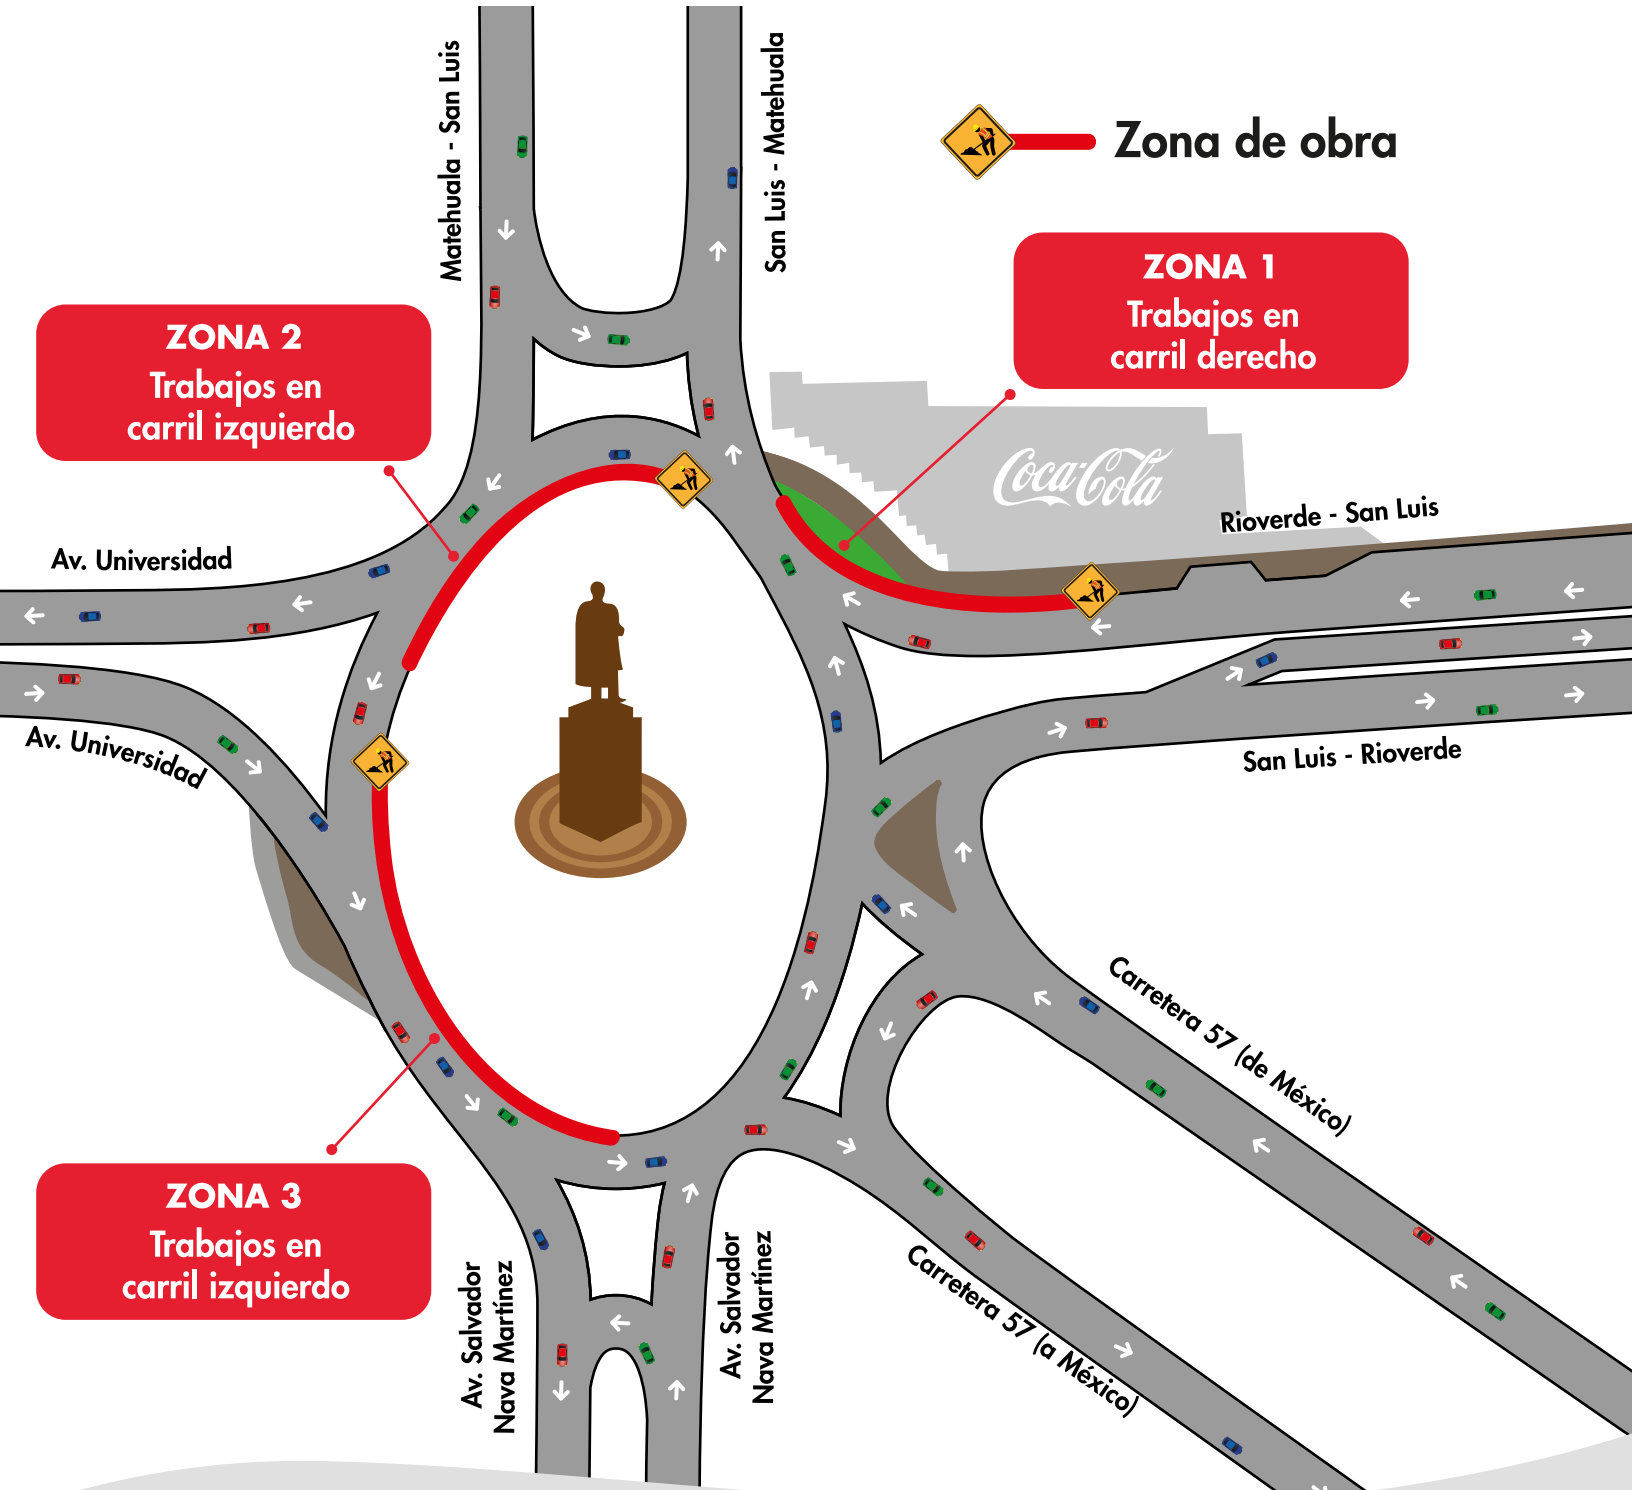 Matehuala - San Luis
San Luis - Matehuala
Zona de obra
ZONA 1
Trabajos en
carril derecho
ZONA 2
Trabajos en
carril izquierdo
Coca-Cola
Rioverde - San Luis
Av. Universidad
Av. Universidad
San Luis - Rioverde
Carretera 57 (de México)
ZONA 3
Trabajos en
carril izquierdo
Av. Salvador
Nava Martínez
Av. Salvador
Nava Martínez
Carretera 57 (a México)